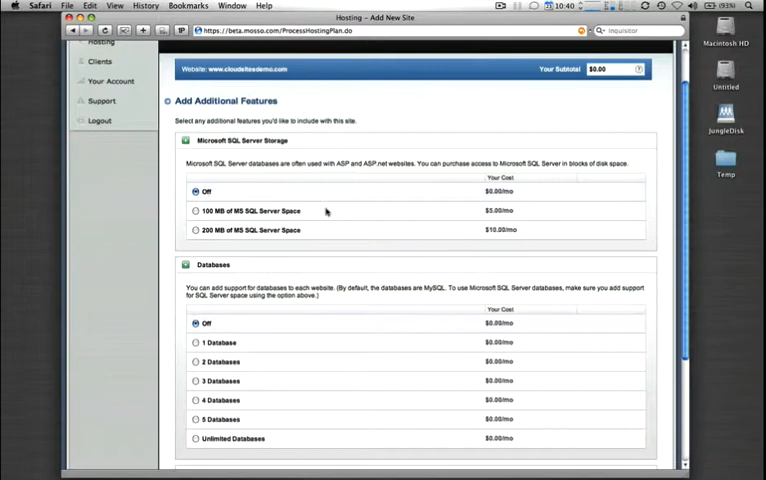 Safari File Edit View History Bookmarks Window Help
10:40
(93%)
Hosting – Add New Site
https://beta.mosso.com/ProcessHostingPlan.do
Inquisitor
Hosting
Clients
Your Account
Support
Logout
Website: www.cloudsitesdemo.com
Your Subtotal $0.00
Add Additional Features
Select any additional features you'd like to include with this site.
Microsoft SQL Server Storage
Microsoft SQL Server databases are often used with ASP and ASP.net websites. You can purchase access to Microsoft SQL Server in blocks of disk space.
Your Cost
Off $0.00/mo
100 MB of MS SQL Server Space $5.00/mo
200 MB of MS SQL Server Space $10.00/mo
Databases
You can add support for databases to each website. (By default, the databases are MySQL. To use Microsoft SQL Server databases, make sure you add support
for SQL Server space using the option above.)
Your Cost
Off $0.00/mo
1 Database $0.00/mo
2 Databases $0.00/mo
3 Databases $0.00/mo
4 Databases $0.00/mo
5 Databases $0.00/mo
Unlimited Databases $0.00/mo
Macintosh HD
Untitled
JungleDisk
Temp